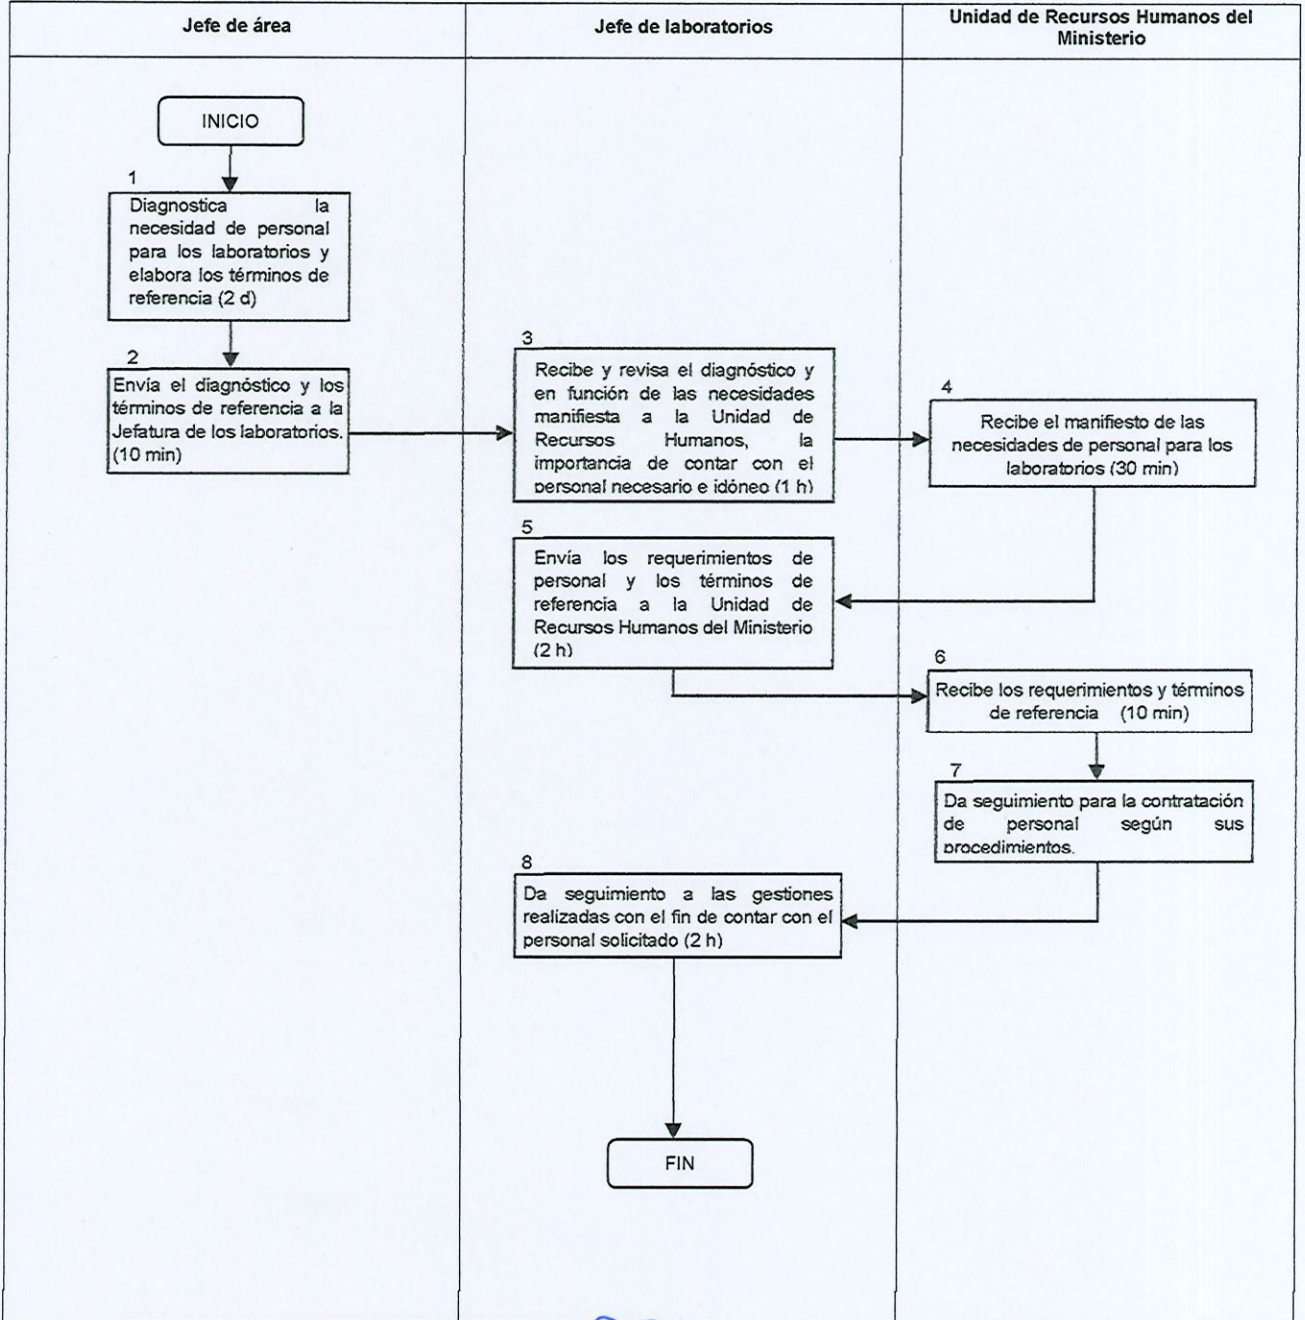 Jefe de área
Jefe de laboratorios
Unidad de Recursos Humanos del
Ministerio
INICIO
1
Diagnostica la
necesidad de personal
para los laboratorios y
elabora los términos de
referencia (2 d)
2
Envía el diagnóstico y los
términos de referencia a la
Jefatura de los laboratorios.
(10 min)
3
Recibe y revisa el diagnóstico y
en función de las necesidades
manifiesta a la Unidad de
Recursos Humanos, la
importancia de contar con el
personal necesario e idóneo (1 h)
4
Recibe el manifiesto de las
necesidades de personal para los
laboratorios (30 min)
5
Envía los requerimientos de
personal y los términos de
referencia a la Unidad de
Recursos Humanos del Ministerio
(2 h)
6
Recibe los requerimientos y términos
de referencia (10 min)
7
Da seguimiento para la contratación
de personal según sus
procedimientos.
8
Da seguimiento a las gestiones
realizadas con el fin de contar con el
personal solicitado (2 h)
FIN